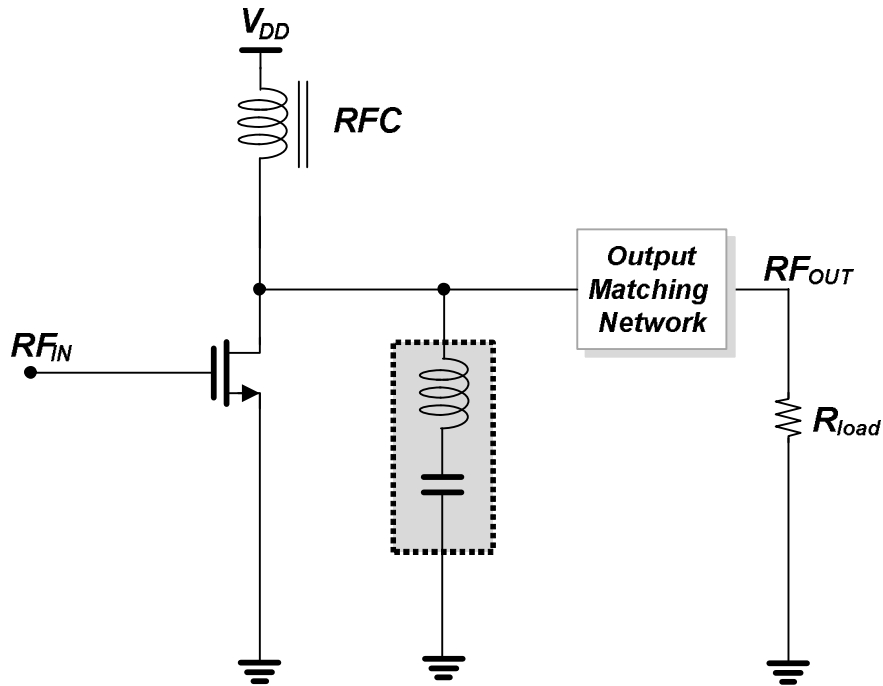 VDD
RFC
Output
Matching
Network
RFOUT
RFIN
Rload